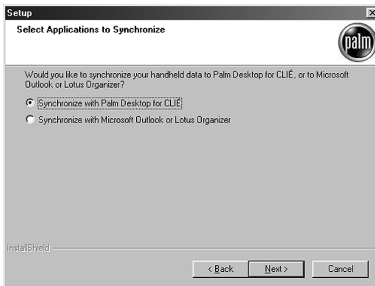 Setup
Select Applications to Synchronize
palm
Would you like to synchronize your handheld data to Palm Desktop for CLIÉ, or to Microsoft
Outlook or Lotus Organizer?
Synchronize with Palm Desktop for CLIÉ
Synchronize with Microsoft Outlook or Lotus Organizer
InstallShield
< Back
Next >
Cancel